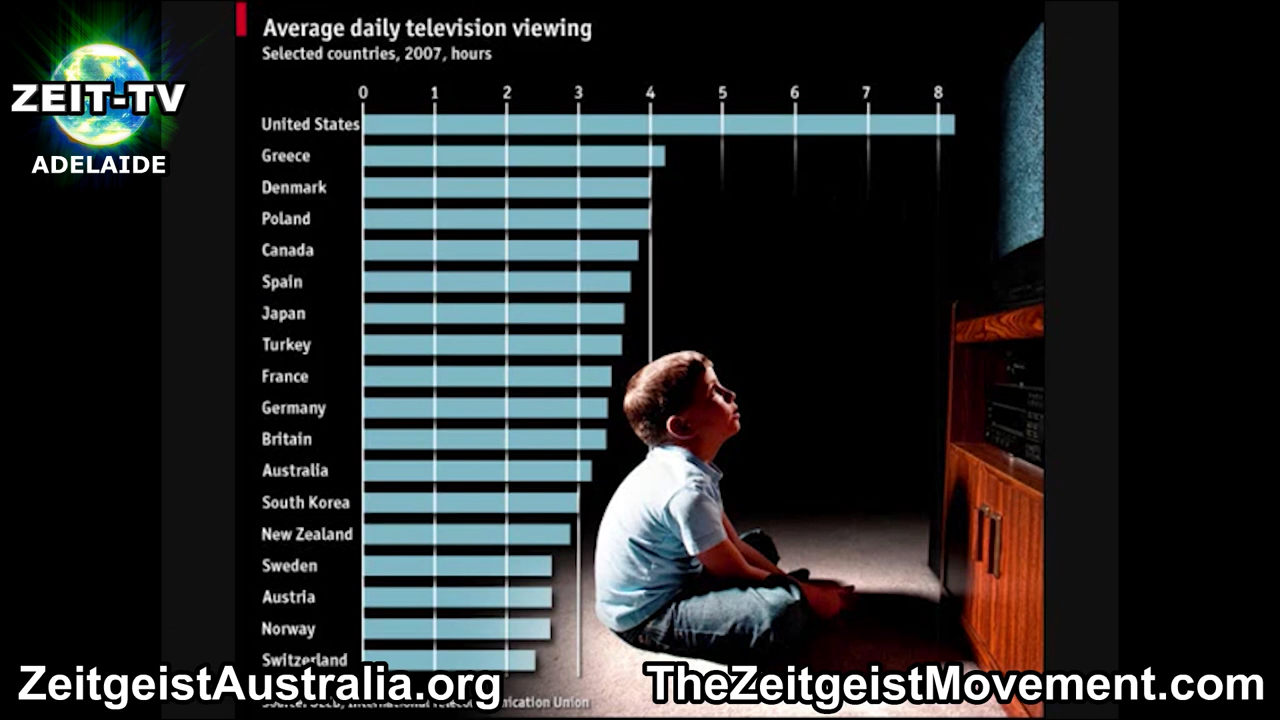 Average daily television viewing
Selected countries, 2007, hours
ZEIT-TV
ADELAIDE
0 1 2 3 4 5 6 7 8
United States
Greece
Denmark
Poland
Canada
Spain
Japan
Turkey
France
Germany
Britain
Australia
South Korea
New Zealand
Sweden
Austria
Norway
Switzerland
ZeitgeistAustralia.org
TheZeitgeistMovement.com
Union